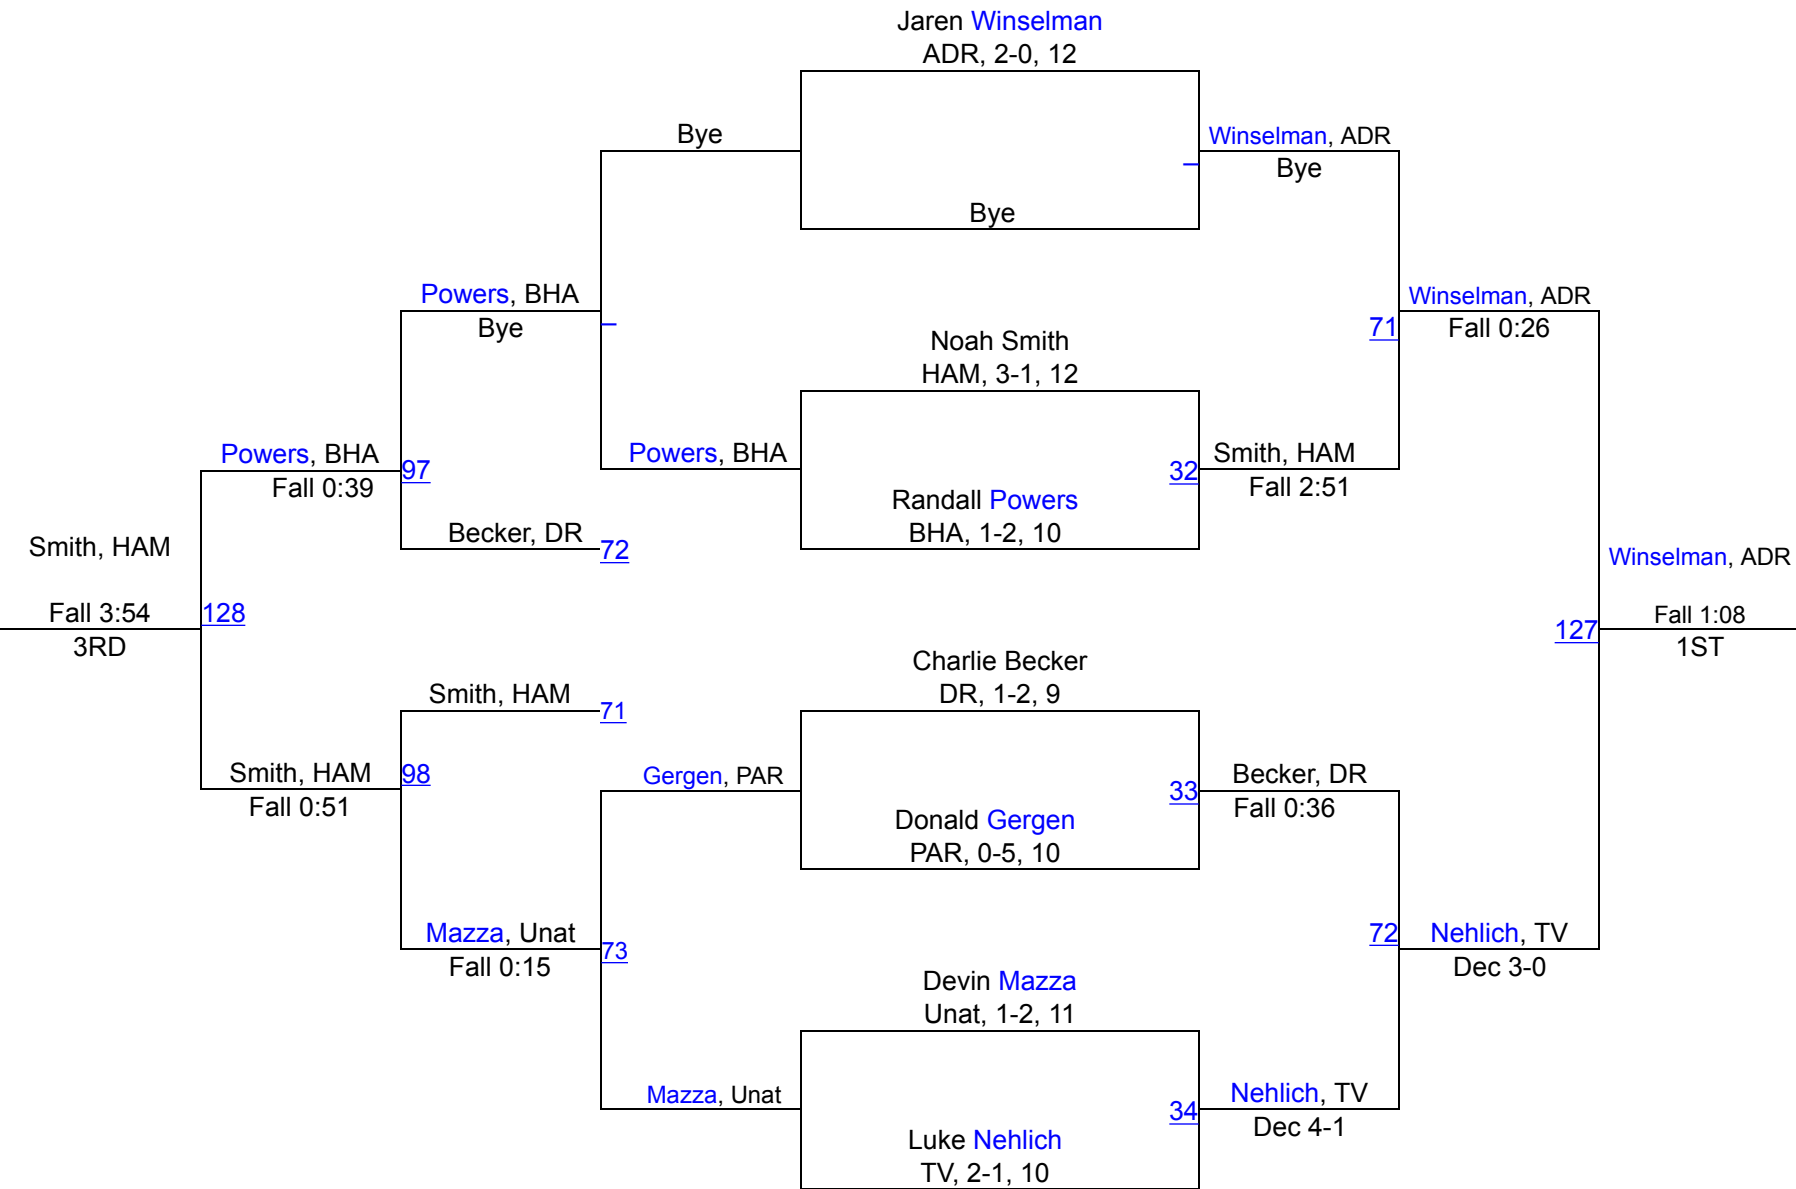 Jaren Winselman
ADR, 2-0, 12
Bye
Winselman, ADR
Bye
Bye
Powers, BHA
Bye
Winselman, ADR
71
Fall 0:26
Noah Smith
HAM, 3-1, 12
Powers, BHA
97
Fall 0:39
Powers, BHA
32
Smith, HAM
Fall 2:51
Randall Powers
BHA, 1-2, 10
Becker, DR
72
Smith, HAM
Fall 3:54
3RD
128
Winselman, ADR
127
Fall 1:08
1ST
Charlie Becker
DR, 1-2, 9
Smith, HAM
71
Smith, HAM
98
Fall 0:51
Gergen, PAR
33
Becker, DR
Fall 0:36
Donald Gergen
PAR, 0-5, 10
Mazza, Unat
73
Fall 0:15
72
Nehlich, TV
Dec 3-0
Devin Mazza
Unat, 1-2, 11
Mazza, Unat
34
Nehlich, TV
Dec 4-1
Luke Nehlich
TV, 2-1, 10